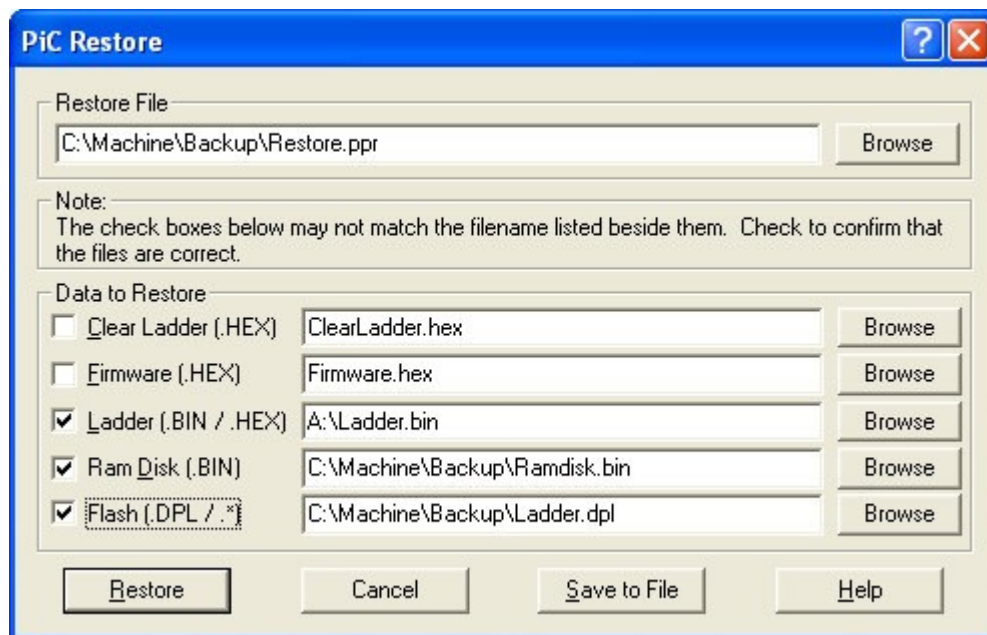 PiC Restore
Restore File
C:\Machine\Backup\Restore.ppr Browse
Note:
The check boxes below may not match the filename listed beside them. Check to confirm that
the files are correct.
Data to Restore
Clear Ladder (.HEX) ClearLadder.hex Browse
Firmware (.HEX) Firmware.hex Browse
Ladder (.BIN / .HEX) A:\Ladder.bin Browse
Ram Disk (.BIN) C:\Machine\Backup\Ramdisk.bin Browse
Flash (.DPL / .*) C:\Machine\Backup\Ladder.dpl Browse
Restore Cancel Save to File Help